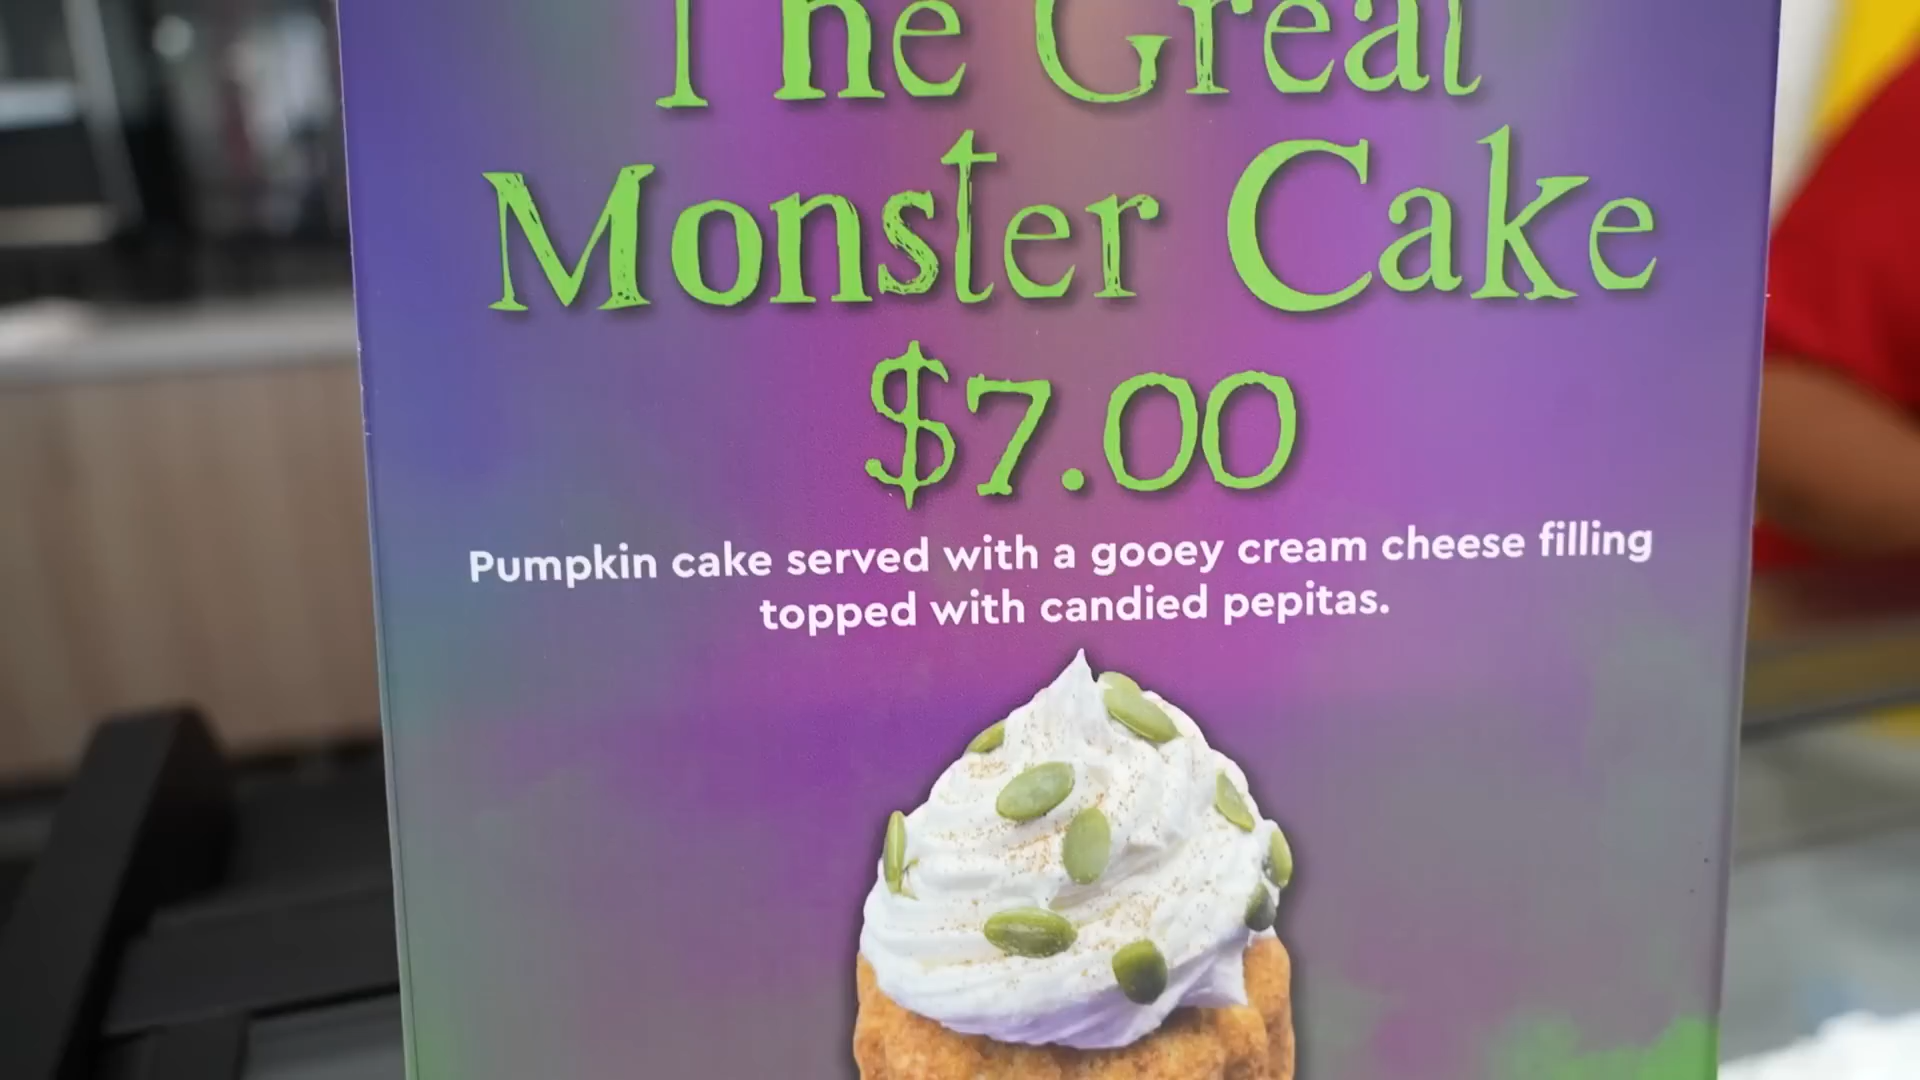 The Great
Monster Cake
$7.00
Pumpkin cake served with a gooey cream cheese filling
topped with candied pepitas.